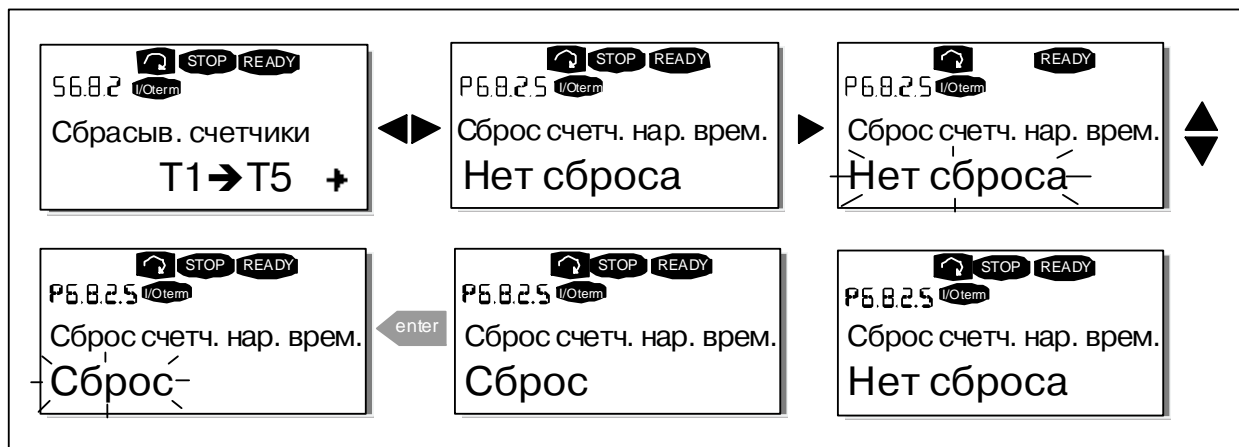 STOP READY
S6.8.2 I/Oterm
Сбрасыв. счетчики
T1➔T5
STOP READY
P6.8.2.5 I/Oterm
Сброс счетч. нар. врем.
Нет сброса
READY
P6.8.2.5 I/Oterm
Сброс счетч. нар. врем.
Нет сброса
STOP READY
P6.8.2.5 I/Oterm
Сброс счетч. нар. врем.
Сброс
enter
STOP READY
P6.8.2.5 I/Oterm
Сброс счетч. нар. врем.
Сброс
STOP READY
P6.8.2.5 I/Oterm
Сброс счетч. нар. врем.
Нет сброса